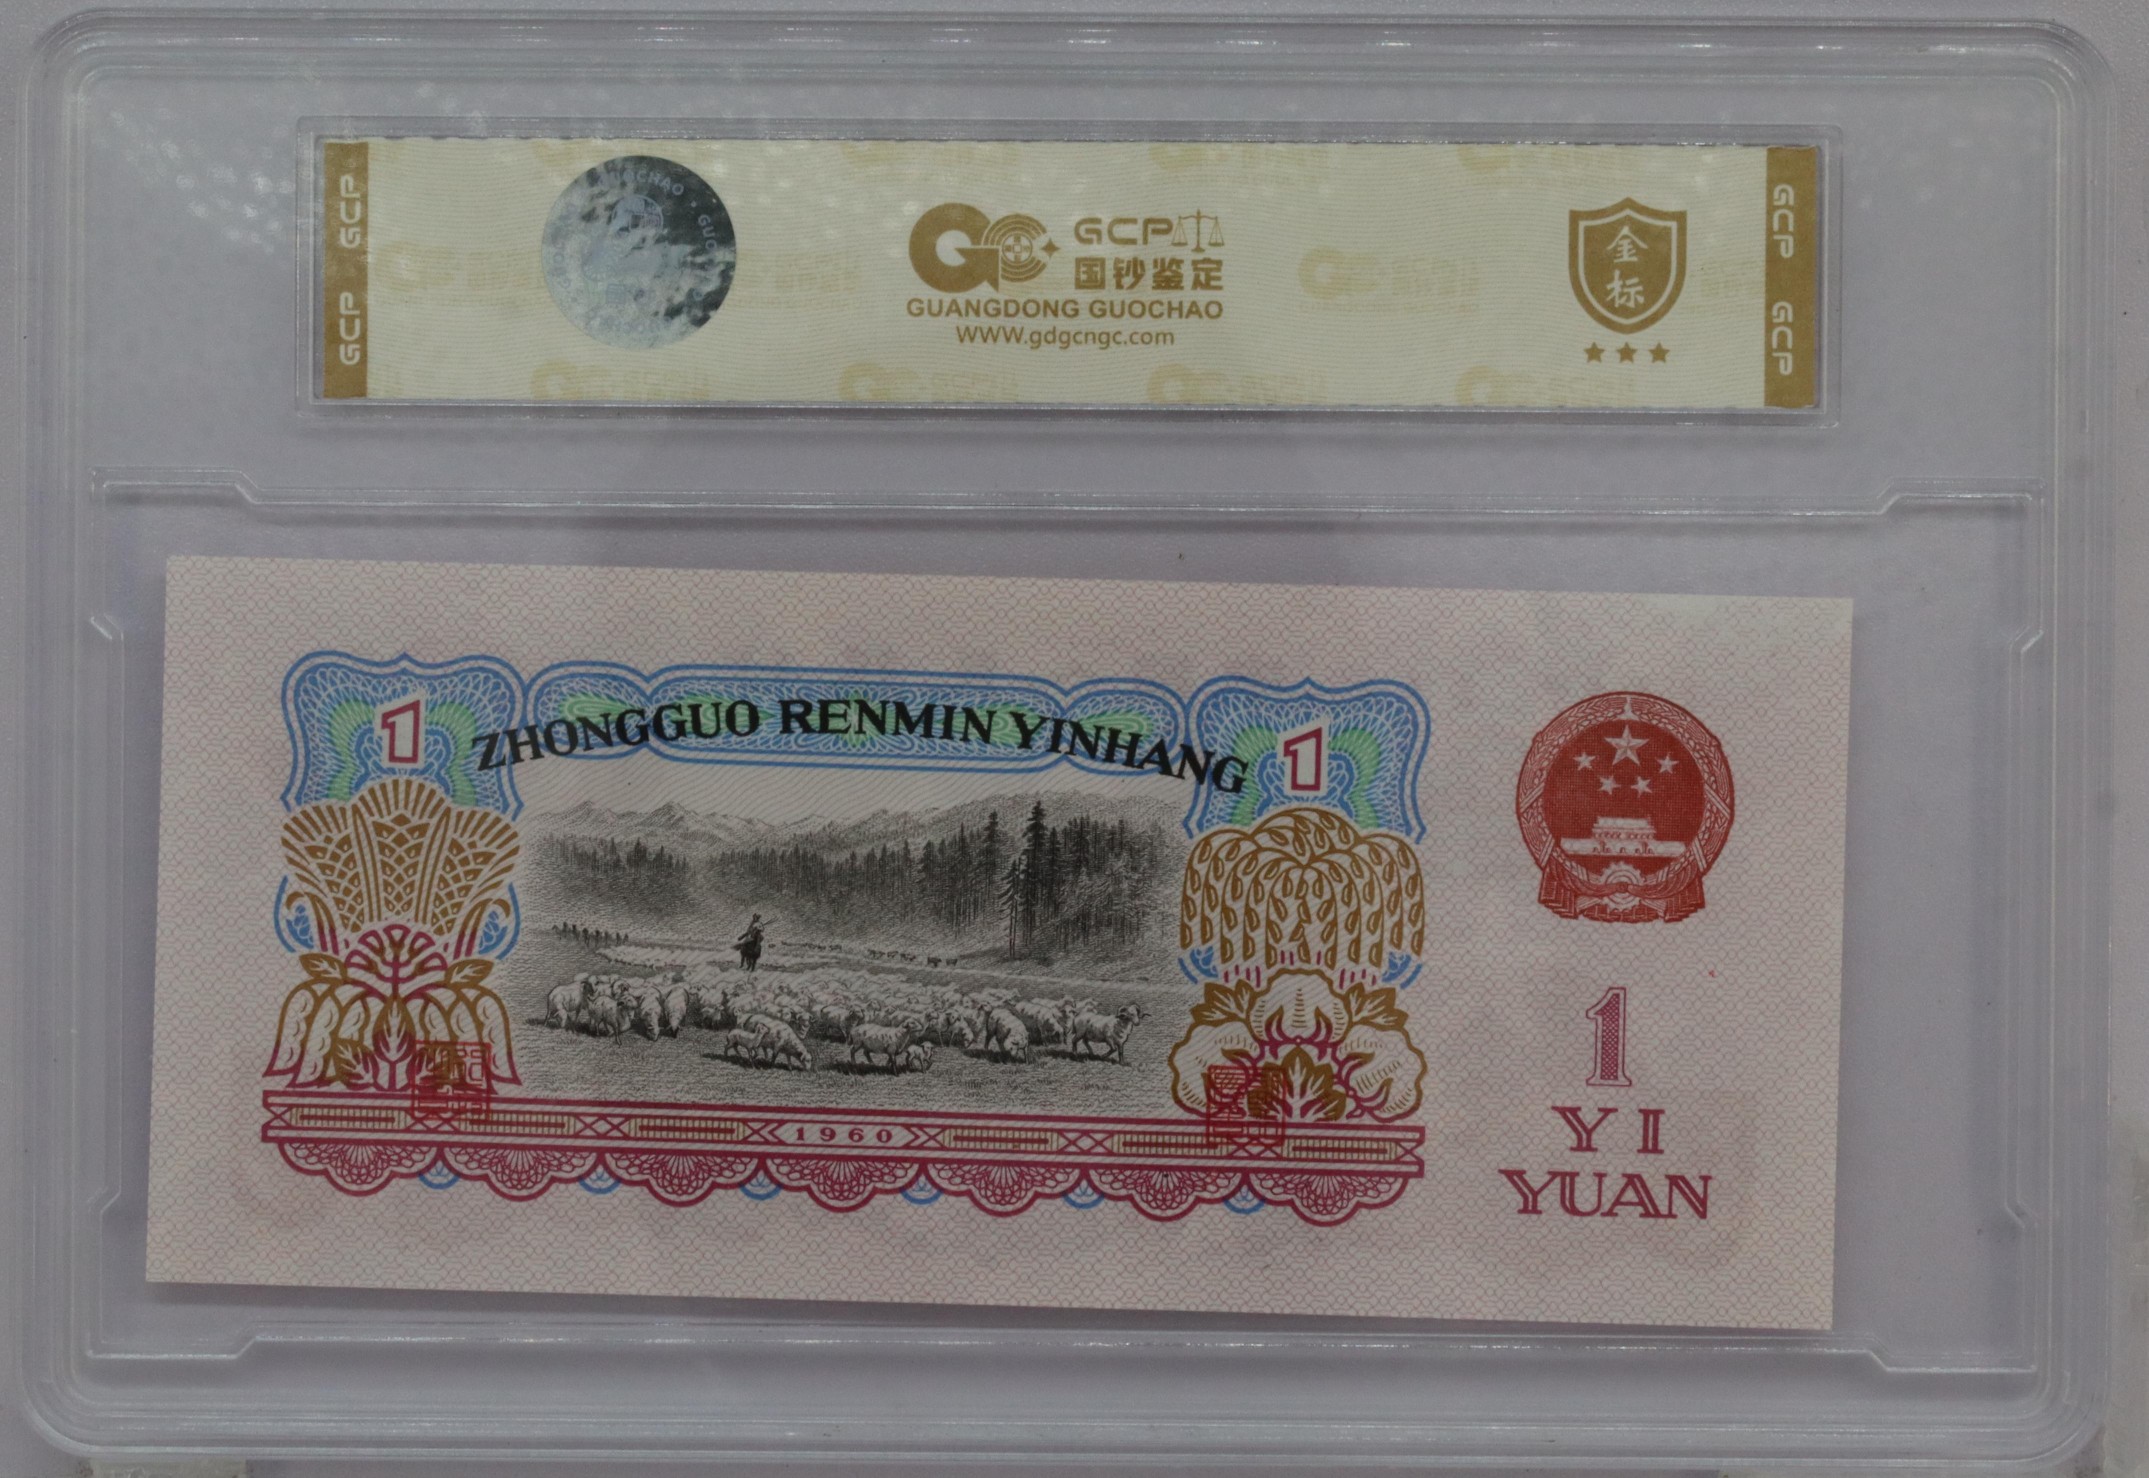 GCP GCP
GUOCHAO
GCP
国钞鉴定
GUANGDONG GUOCHAO
WWW.gdgcngc.com
金标
GCP GCP
1 ZHONGGUO RENMIN YINHANG 1
1960
1
YI
YUAN